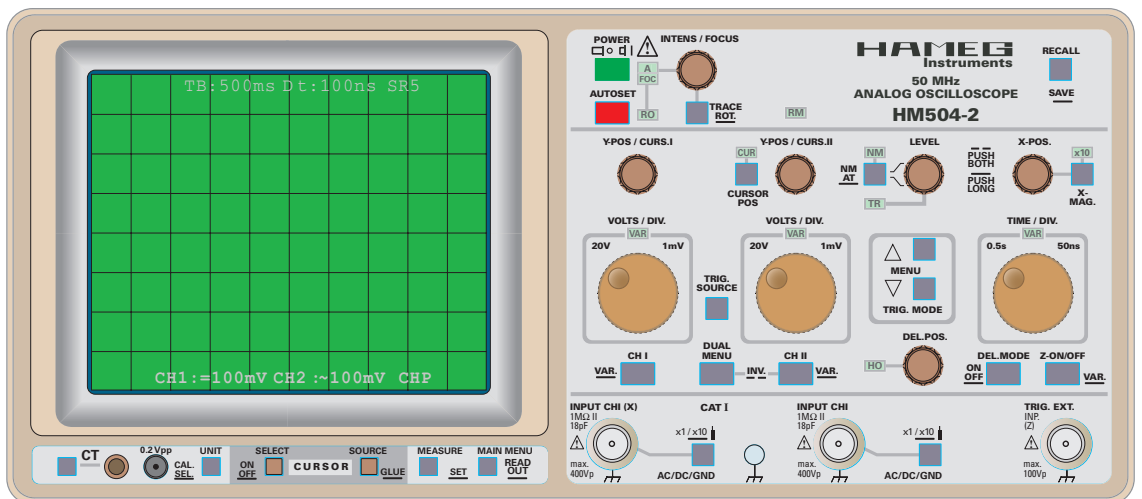 TB:500ms Dt:100ns SR5
CH1:=100mV CH2 :~100mV CHP
CT
0.2Vpp
CAL.
SEL.
UNIT
ON
OFF
SELECT
CURSOR
SOURCE
GLUE
MEASURE
SET
MAIN MENU
READ
OUT
POWER
INTENS / FOCUS
A
FOC
AUTOSET
RO
TRACE
ROT.
RM
HAMEG
Instruments
50 MHz
ANALOG OSCILLOSCOPE
HM504-2
RECALL
SAVE
Y-POS / CURS.I
CUR
CURSOR
POS
Y-POS / CURS.II
NM
AT
NM
LEVEL
TR
PUSH
BOTH
PUSH
LONG
X-POS.
x10
X-
MAG.
VOLTS / DIV.
VAR
20V 1mV
TRIG.
SOURCE
VOLTS / DIV.
VAR
20V 1mV
MENU
TRIG. MODE
TIME / DIV.
VAR
0.5s 50ns
CH I
VAR.
DUAL
MENU
INV.
CH II
VAR.
DEL.POS.
HO
DEL.MODE
ON
OFF
Z-ON/OFF
VAR.
INPUT CHI (X)
1MΩ II
18pF
max.
400Vp
CAT I
x1 / x10
AC/DC/GND
INPUT CHI
1MΩ II
18pF
max.
400Vp
x1 / x10
AC/DC/GND
TRIG. EXT.
INP.
(Z)
max.
100Vp